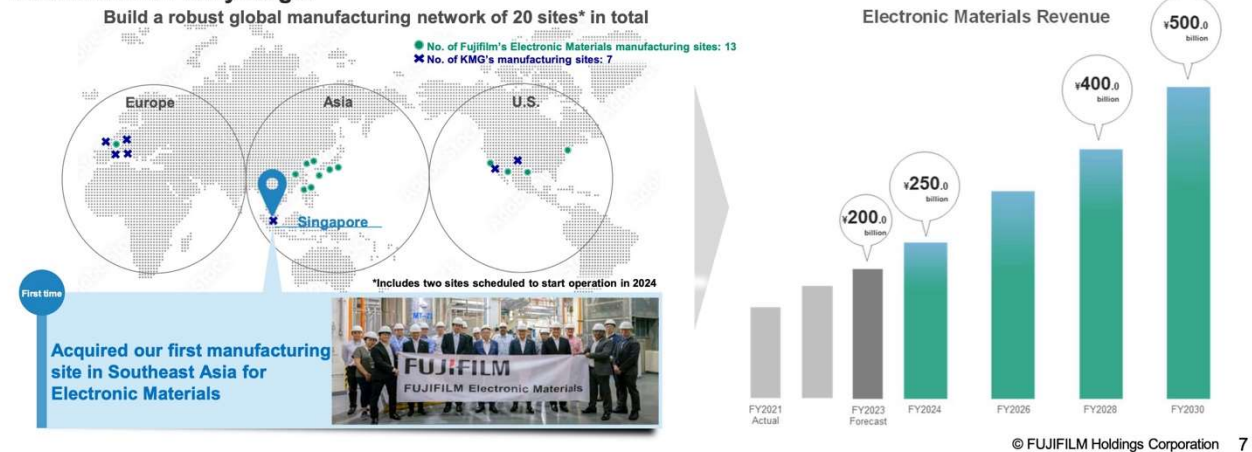 Build a robust global manufacturing network of 20 sites* in total
No. of Fujifilm's Electronic Materials manufacturing sites: 13
No. of KMG's manufacturing sites: 7
Europe
Asia
U.S.
Singapore
*Includes two sites scheduled to start operation in 2024
First time
Acquired our first manufacturing
site in Southeast Asia for
Electronic Materials
FUJIFILM
FUJIFILM Electronic Materials
Electronic Materials Revenue
¥200.0
billion
¥250.0
billion
¥400.0
billion
¥500.0
billion
FY2021
Actual
FY2023
Forecast
FY2024
FY2026
FY2028
FY2030
© FUJIFILM Holdings Corporation 7